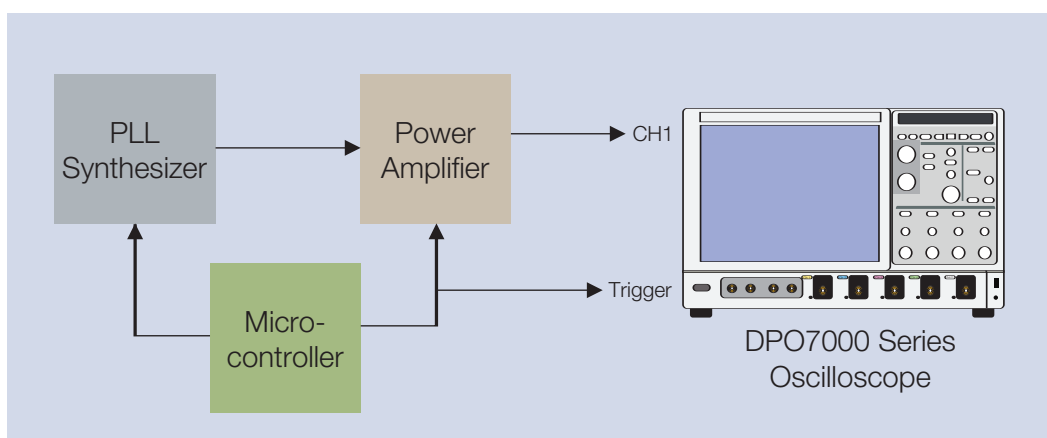 PLL
Synthesizer
Power
Amplifier
CH1
Micro-
controller
Trigger
DPO7000 Series
Oscilloscope